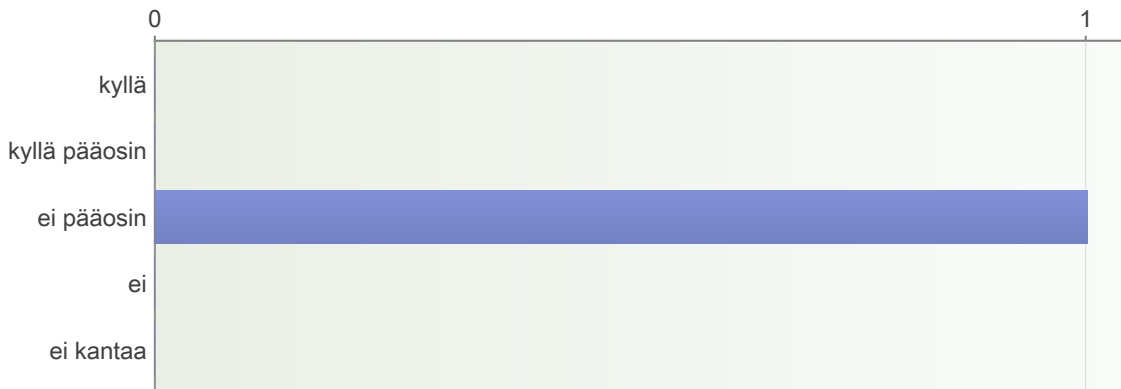 0 1
kyllä
kyllä pääosin
ei pääosin
ei
ei kantaa